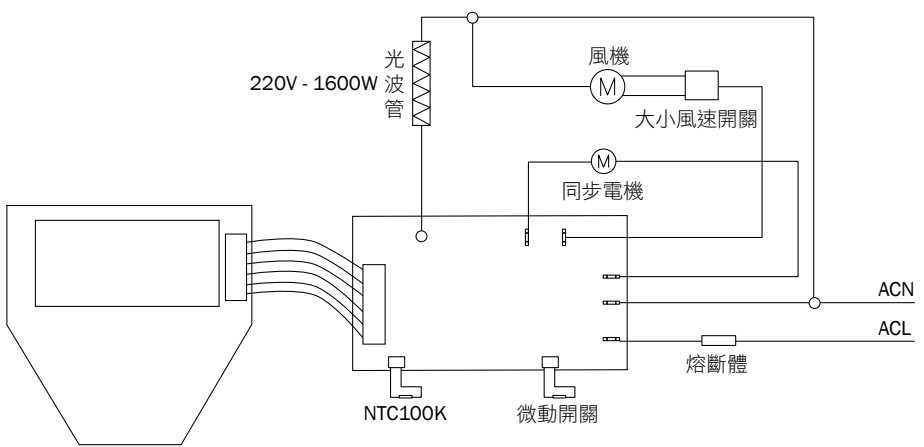 光波管
220V - 1600W
風機
M
大小風速開關
M
同步電機
ACN
ACL
熔斷體
NTC100K
微動開關